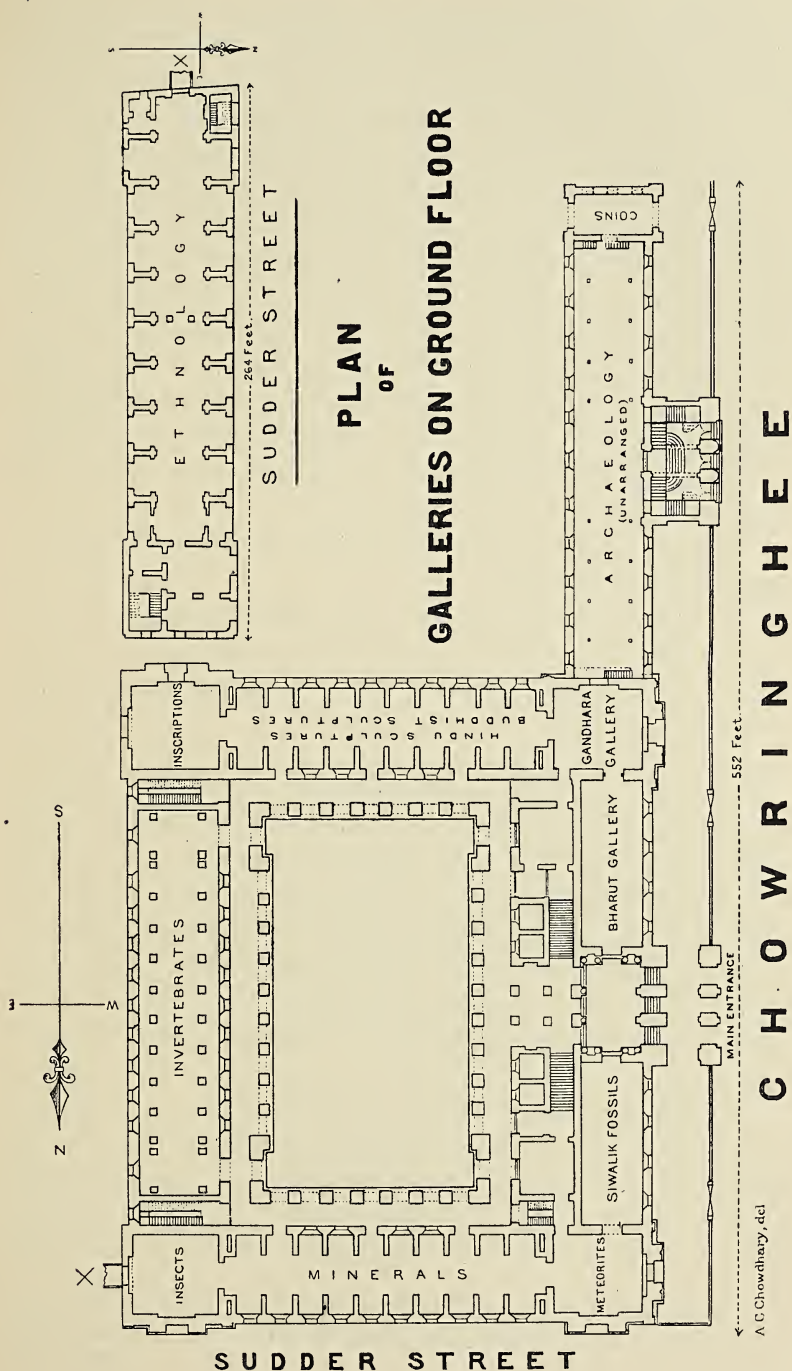 PLAN
OF
GALLERIES ON GROUND FLOOR
S
N
X
ETHNOLOGY
264 Feet
SUDDER STREET
S
E
W
N
INSCRIPTIONS
BUDDHIST SCULPTURES
HINDU SCULPTURES
GANDHARA
GALLERY
COINS
ARCHAEOLOGY
(UNARRANGED)
INVERTEBRATES
BHARUT GALLERY
MAIN ENTRANCE
SIWALIK FOSSILS
X
INSECTS
MINERALS
METEORITES
552 Feet
CHOWRINGHEE
SUDDER STREET
A C Chowdhary, del